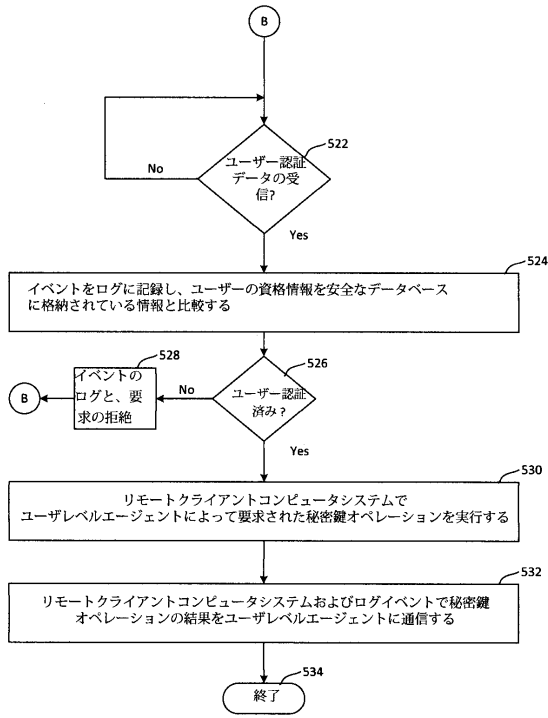 B
522
ユーザー認証
データの受
信?
No
Yes
524
イベントをログに記録し、ユーザーの資格情報を安全なデータベース
に格納されている情報と比較する
528
526
イベントの
ログと、要
求の拒絶
B
No
ユーザー認証
済み?
Yes
530
リモートクライアントコンピュータシステムで
ユーザレベルエージェントによって要求された秘密鍵オペレーションを実行する
532
リモートクライアントコンピュータシステムおよびログイベントで秘密鍵
オペレーションの結果をユーザレベルエージェントに通信する
534
終了